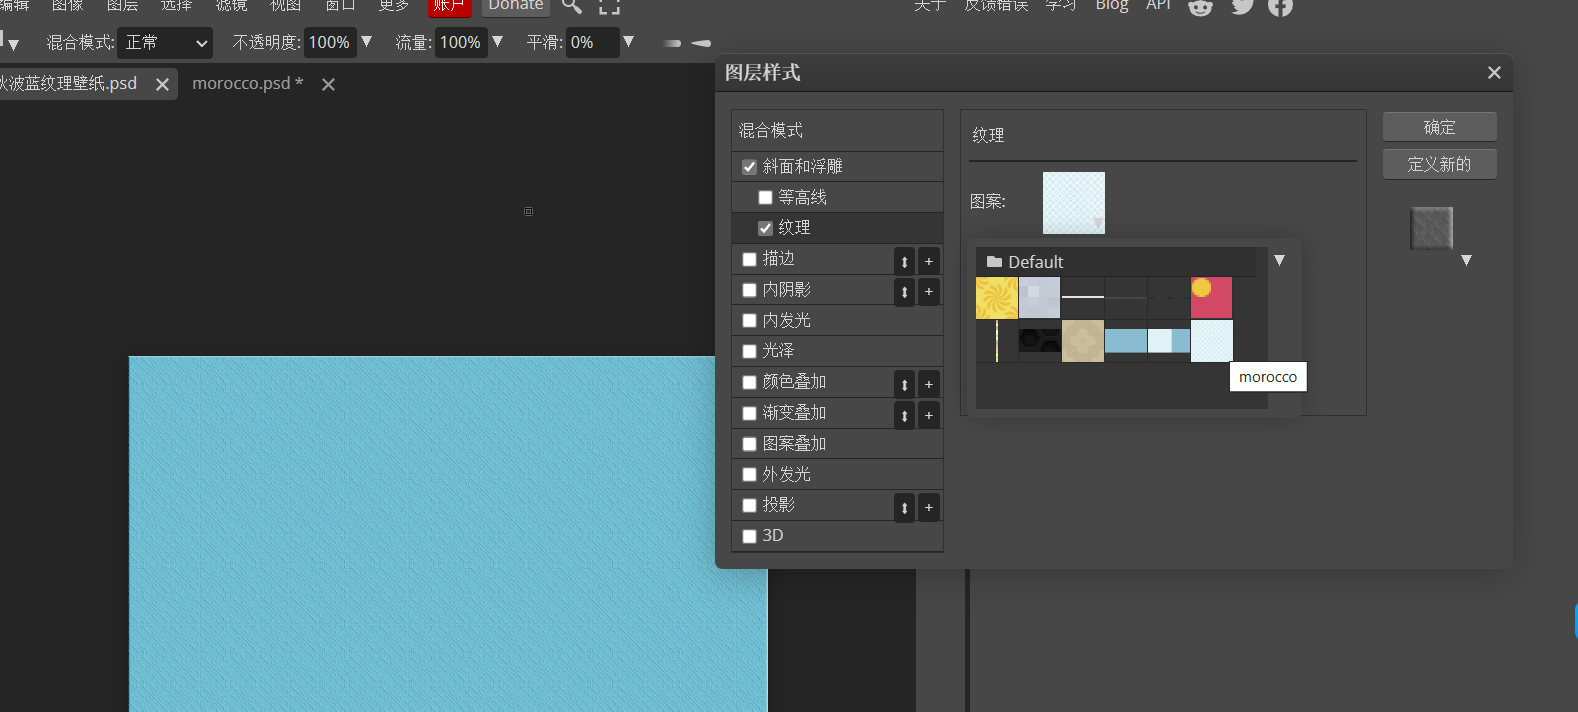 编辑 图像 图层 选择 滤镜 视图 窗口 更多 账户 Donate 关于 反馈错误 学习 Blog API
混合模式: 正常 不透明度: 100% 流量: 100% 平滑: 0%
波蓝纹理壁纸.psd morocco.psd *
图层样式
混合模式
斜面和浮雕
等高线
纹理
描边 +
内阴影 +
内发光
光泽
颜色叠加 +
渐变叠加 +
图案叠加
外发光
投影 +
3D
纹理
图案:
Default
morocco
确定
定义新的